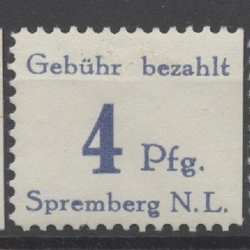 Gebühr bezahlt
4 Pfg.
Spremberg N.L.